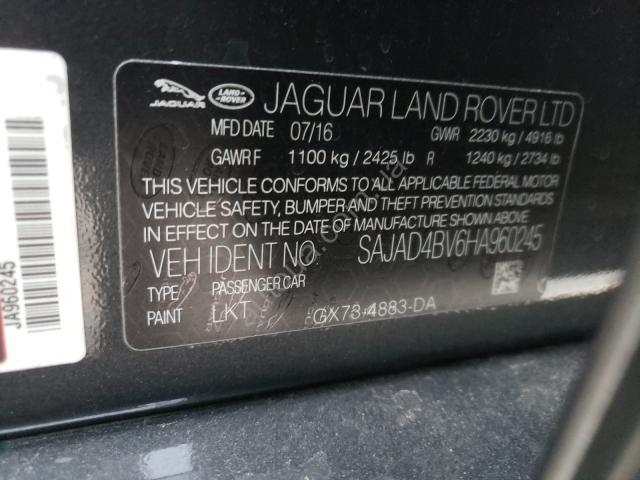 JAGUAR LAND ROVER JAGUAR LAND ROVER LTD
MFD DATE 07/16 GWR 2230 kg / 4916 lb
GAWR F 1100 kg / 2425 lb R 1240 kg / 2734 lb
THIS VEHICLE CONFORMS TO ALL APPLICABLE FEDERAL MOTOR
VEHICLE SAFETY, BUMPER AND THEFT PREVENTION STANDARDS
IN EFFECT ON THE DATE OF MANUFACTURE SHOWN ABOVE.
VEH IDENT NO. SAJAD4BV6HA960245
TYPE PASSENGER CAR
PAINT LKT GX73-4883-DA
JA960245